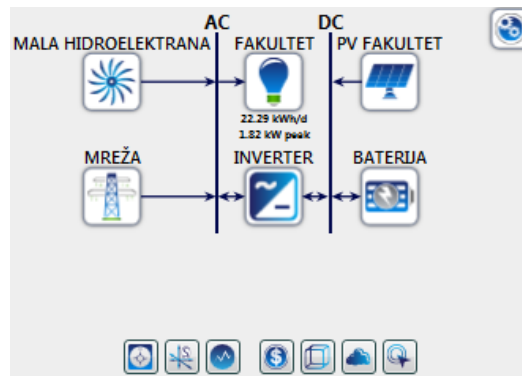 AC DC
MALA HIDROELEKTRANA FAKULTET PV FAKULTET
22.29 kWh/d
1.82 kW peak
MREŽA INVERTER BATERIJA